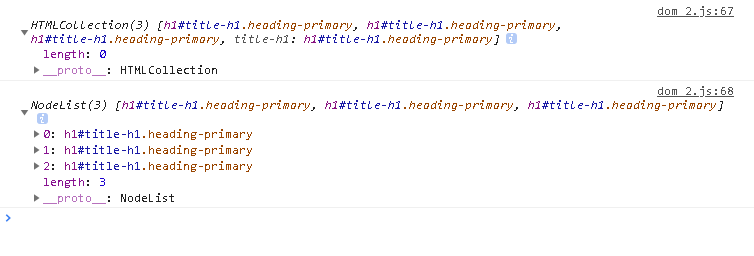 dom 2.js:67
HTMLCollection(3) [h1#title-h1.heading-primary, h1#title-h1.heading-primary,
h1#title-h1.heading-primary, title-h1: h1#title-h1.heading-primary] i
length: 0
__proto__: HTMLCollection
dom 2.js:68
NodeList(3) [h1#title-h1.heading-primary, h1#title-h1.heading-primary, h1#title-h1.heading-primary]
i
0: h1#title-h1.heading-primary
1: h1#title-h1.heading-primary
2: h1#title-h1.heading-primary
length: 3
__proto__: NodeList